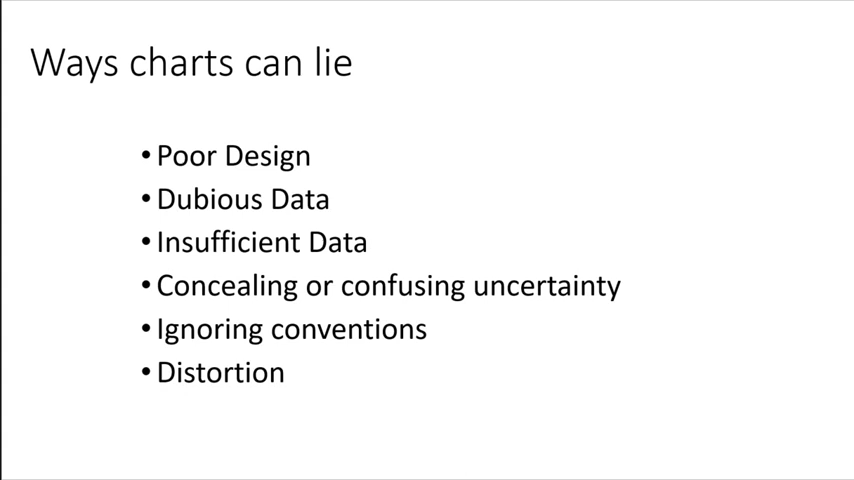 Ways charts can lie
• Poor Design
• Dubious Data
• Insufficient Data
• Concealing or confusing uncertainty
• Ignoring conventions
• Distortion